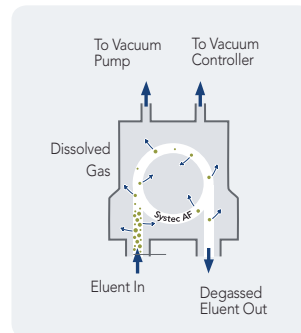 To Vacuum
Pump
To Vacuum
Controller
Dissolved
Gas
Systec AF
Eluent In
Degassed
Eluent Out